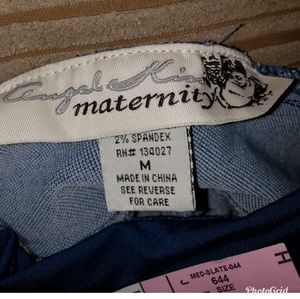 Angel Kiss
maternity
2% SPANDEX
RN# 134027
M
MADE IN CHINA
SEE REVERSE
FOR CARE
MED-SLATE-044
644
SIZE
PhotoGrid